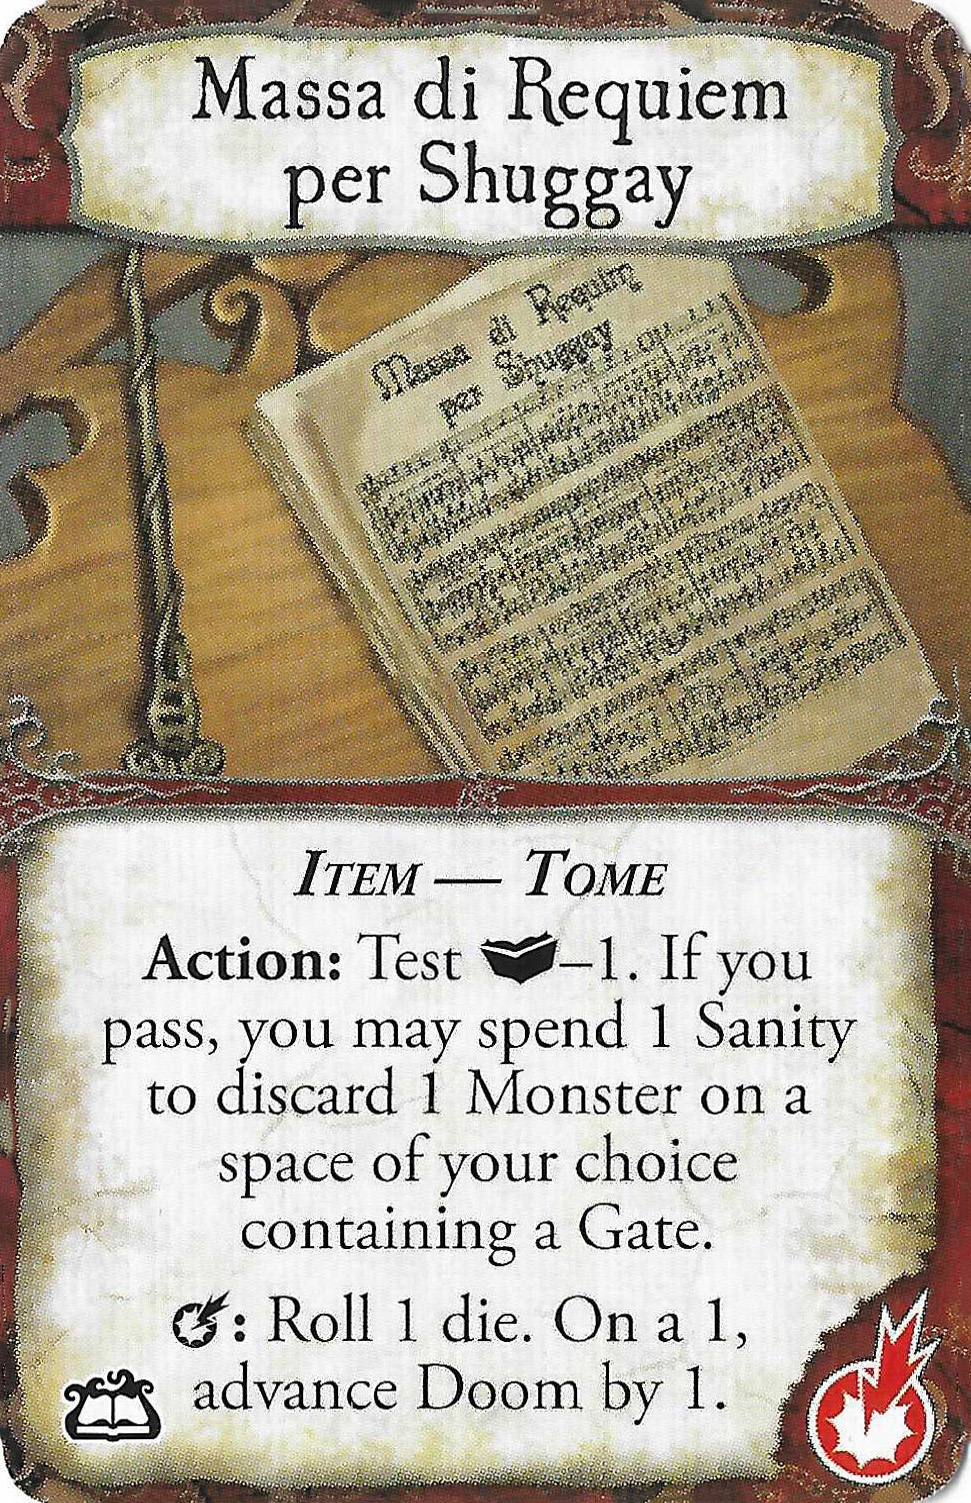 Massa di Requiem
per Shuggay
Massa di Requim
per Shuggay
Item — Tome
Action: Test –1. If you
pass, you may spend 1 Sanity
to discard 1 Monster on a
space of your choice
containing a Gate.
: Roll 1 die. On a 1,
advance Doom by 1.